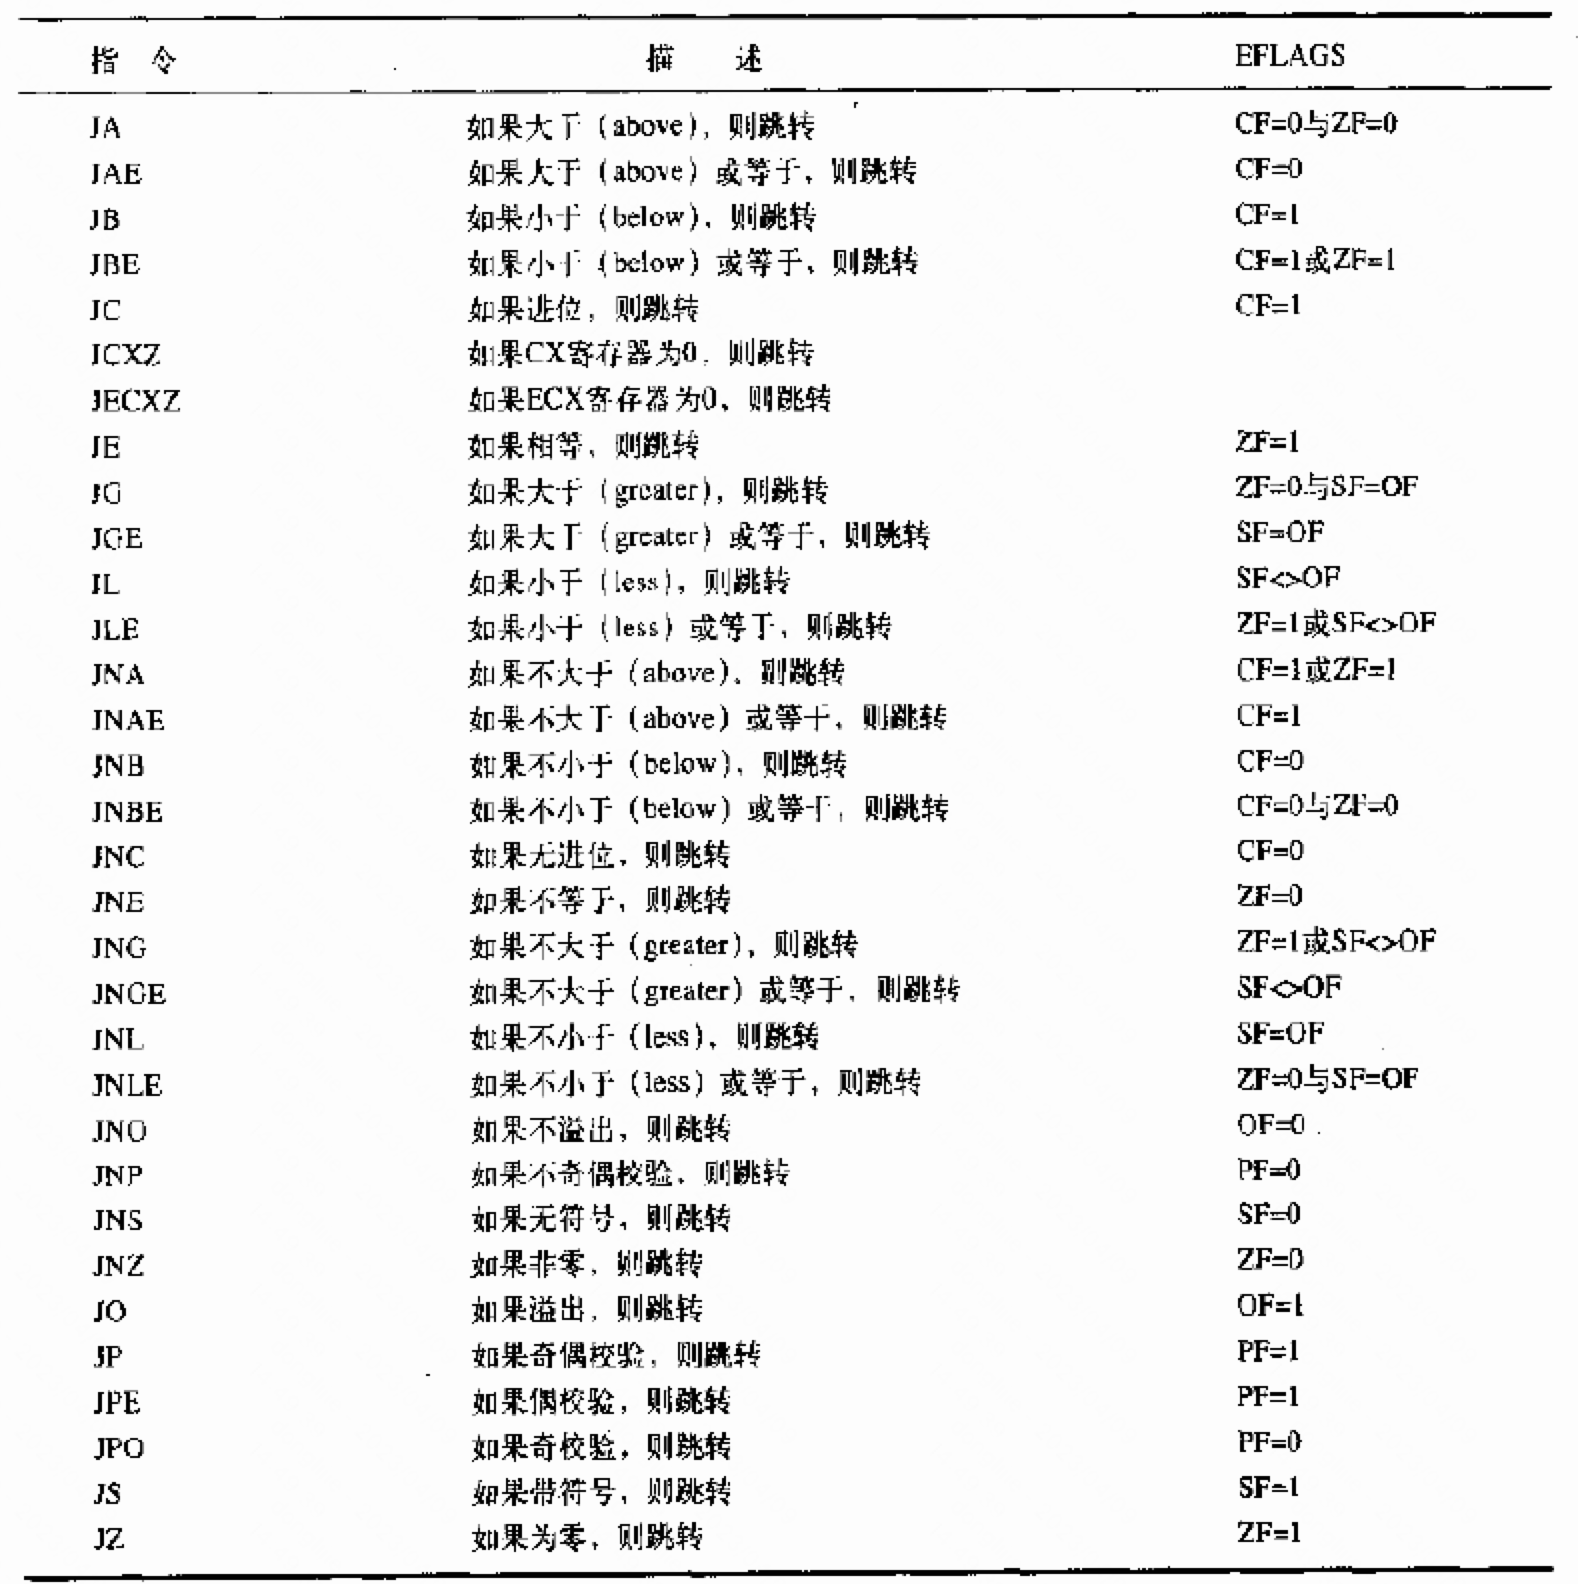 指 令 描 述 EFLAGS
JA 如果大于（above），则跳转 CF=0与ZF=0
JAE 如果大于（above）或等于，则跳转 CF=0
JB 如果小于（below），则跳转 CF=1
JBE 如果小于（below）或等于，则跳转 CF=1或ZF=1
JC 如果进位，则跳转 CF=1
JCXZ 如果CX寄存器为0，则跳转
JECXZ 如果ECX寄存器为0，则跳转
JE 如果相等，则跳转 ZF=1
JG 如果大于（greater），则跳转 ZF=0与SF=OF
JGE 如果大于（greater）或等于，则跳转 SF=OF
JL 如果小于（less），则跳转 SF<>OF
JLE 如果小于（less）或等于，则跳转 ZF=1或SF<>OF
JNA 如果不大于（above），则跳转 CF=1或ZF=1
JNAE 如果不大于（above）或等于，则跳转 CF=1
JNB 如果不小于（below），则跳转 CF=0
JNBE 如果不小于（below）或等于，则跳转 CF=0与ZF=0
JNC 如果无进位，则跳转 CF=0
JNE 如果不等于，则跳转 ZF=0
JNG 如果不大于（greater），则跳转 ZF=1或SF<>OF
JNGE 如果不大于（greater）或等于，则跳转 SF<>OF
JNL 如果不小于（less），则跳转 SF=OF
JNLE 如果不小于（less）或等于，则跳转 ZF=0与SF=OF
JNO 如果不溢出，则跳转 OF=0
JNP 如果不奇偶校验，则跳转 PF=0
JNS 如果无符号，则跳转 SF=0
JNZ 如果非零，则跳转 ZF=0
JO 如果溢出，则跳转 OF=1
JP 如果奇偶校验，则跳转 PF=1
JPE 如果偶校验，则跳转 PF=1
JPO 如果奇校验，则跳转 PF=0
JS 如果带符号，则跳转 SF=1
JZ 如果为零，则跳转 ZF=1